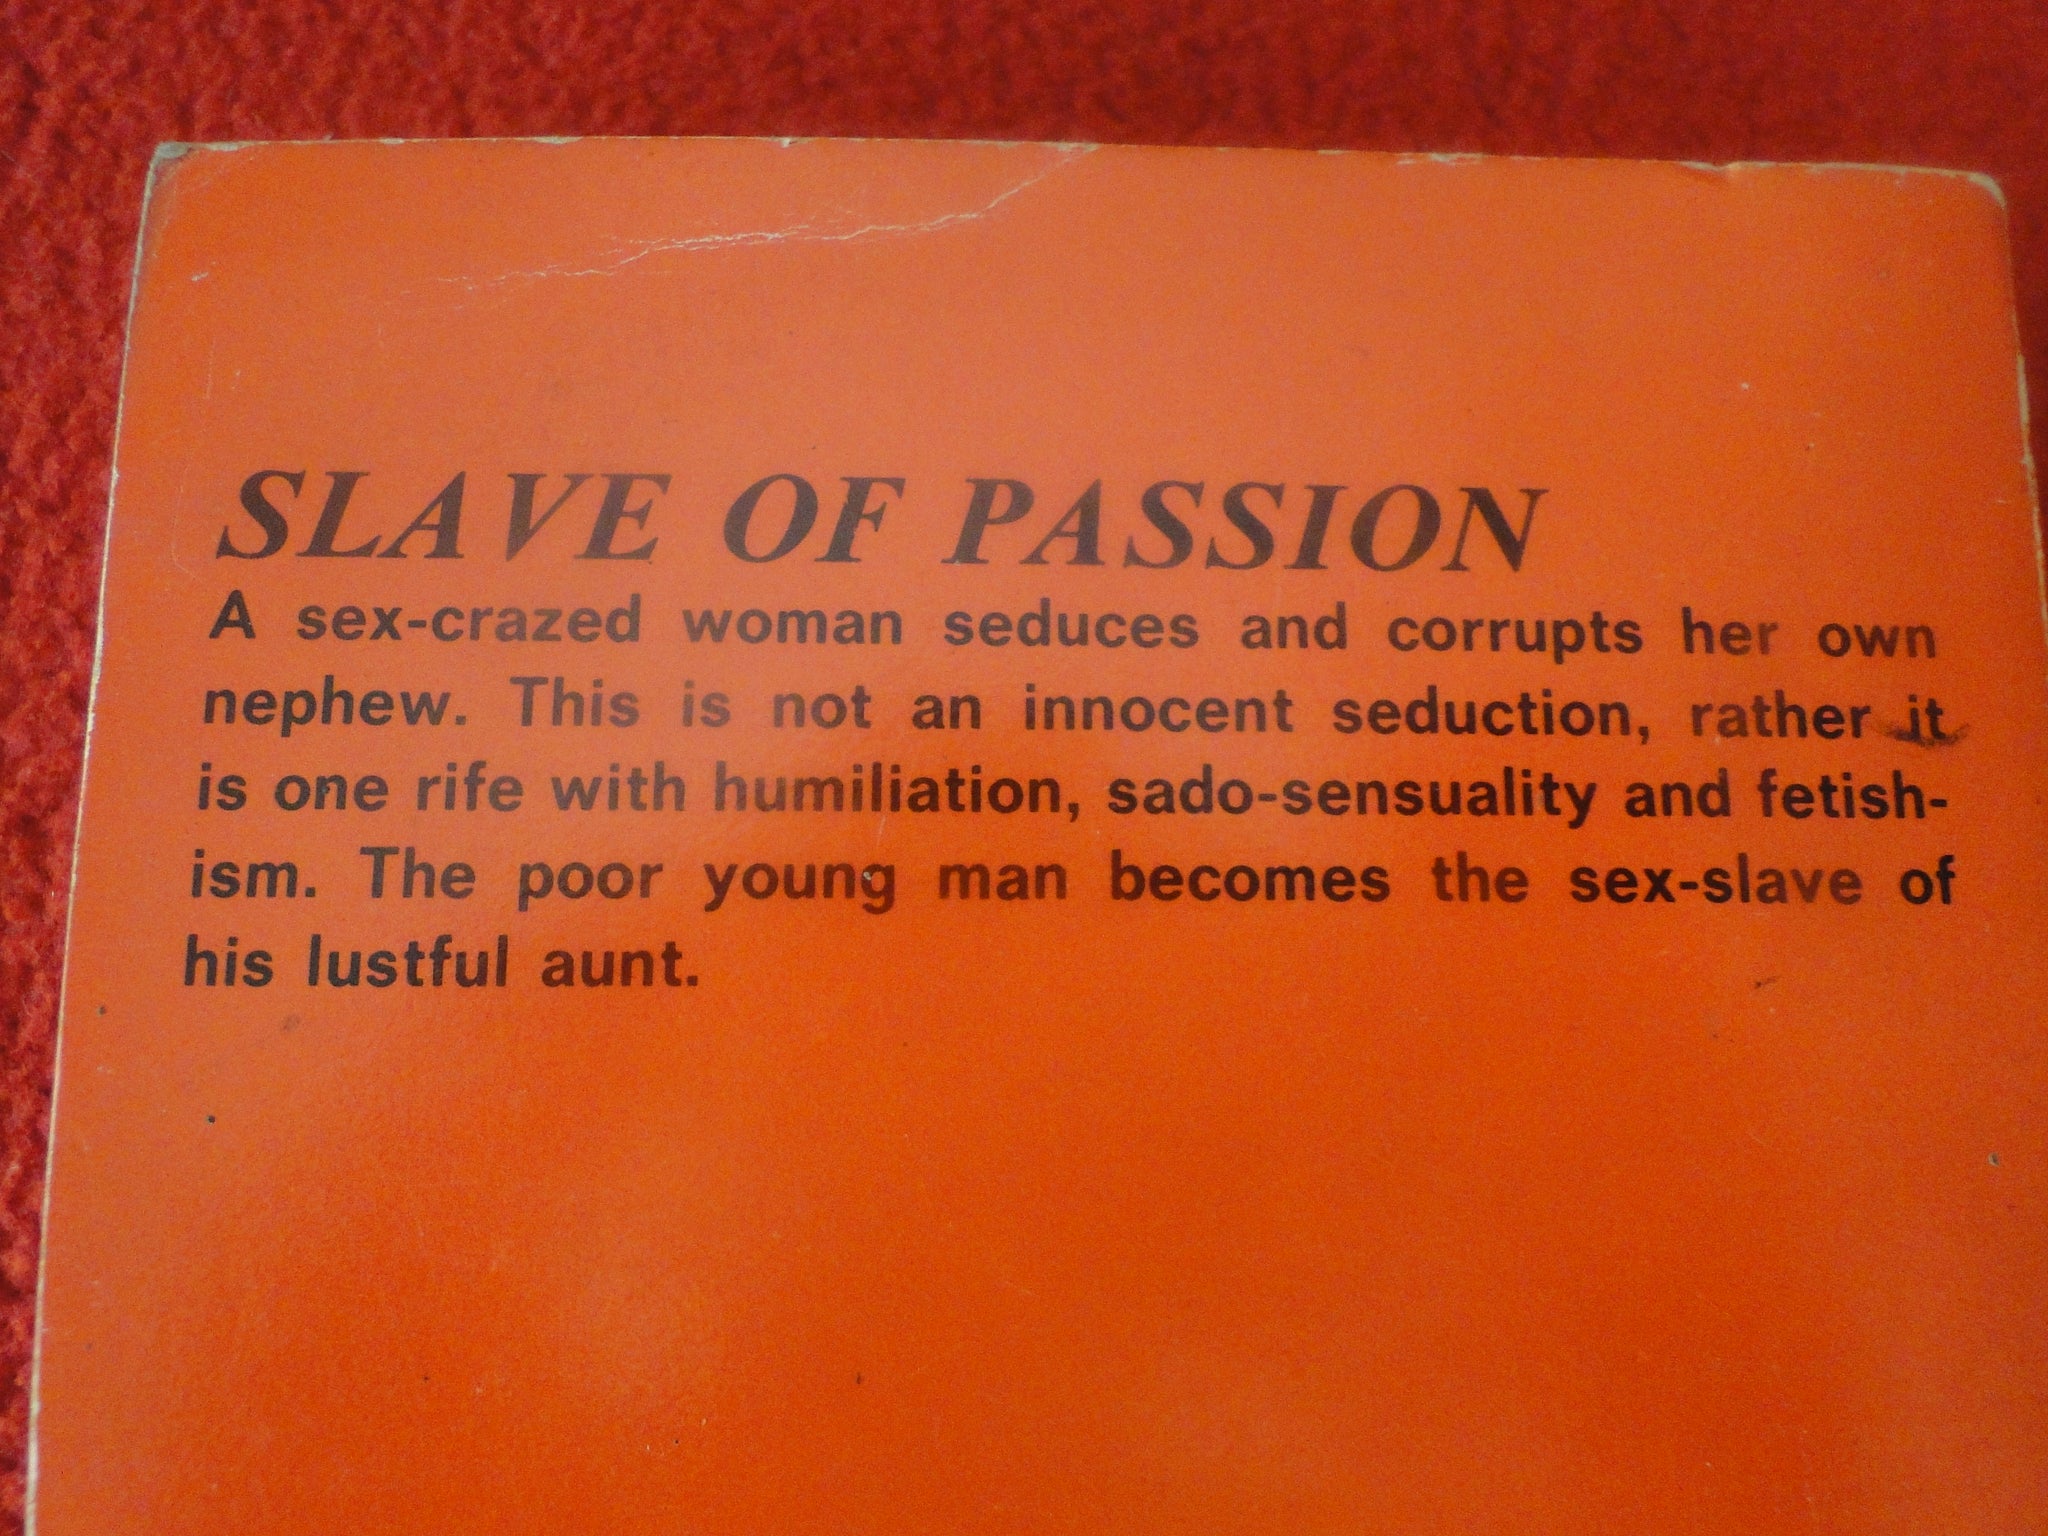 SLAVE OF PASSION
A sex-crazed woman seduces and corrupts her own
nephew. This is not an innocent seduction, rather it
is one rife with humiliation, sado-sensuality and fetish-
ism. The poor young man becomes the sex-slave of
his lustful aunt.